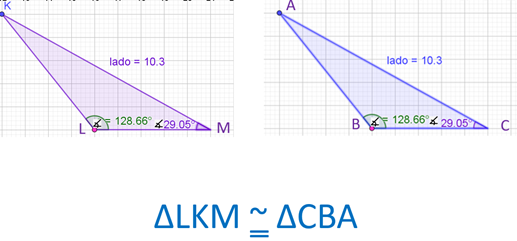 K
A
lado = 10.3
lado = 10.3
L
∡ = 128.66°
∡ 29.05°
M
B
∡ = 128.66°
∡ 29.05°
C
ΔLKM ≅ ΔCBA